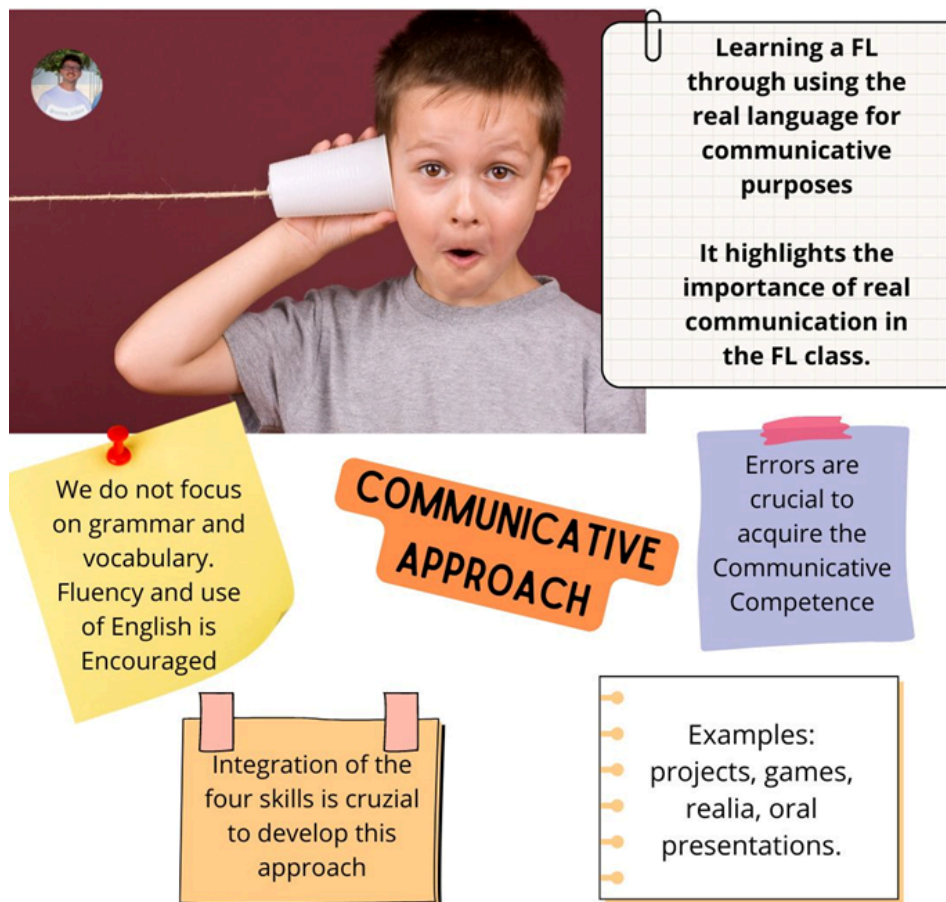 Learning a FL
through using the
real language for
communicative
purposes
It highlights the
importance of real
communication in
the FL class.
We do not focus
on grammar and
vocabulary.
Fluency and use
of English is
Encouraged
COMMUNICATIVE
APPROACH
Errors are
crucial to
acquire the
Communicative
Competence
Integration of the
four skills is cruzial
to develop this
approach
Examples:
projects, games,
realia, oral
presentations.